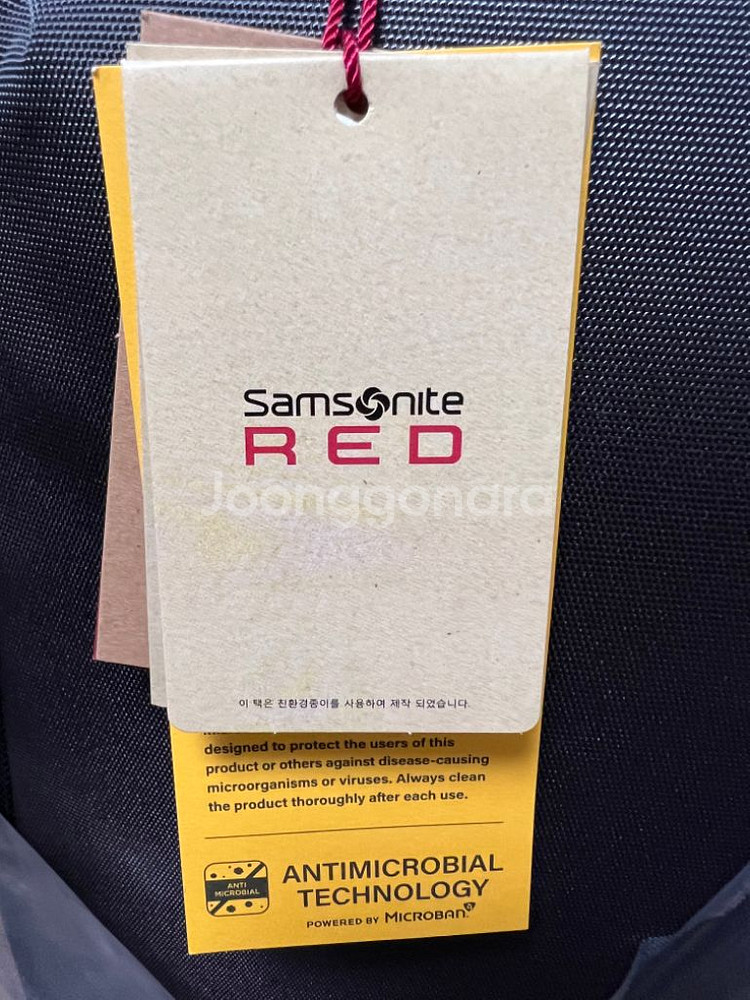 Samsonite
RED
Joonggonara
이 택은 친환경종이를 사용하여 제작 되었습니다.
designed to protect the users of this
product or others against disease-causing
microorganisms or viruses. Always clean
the product thoroughly after each use.
ANTI
MICROBIAL
ANTIMICROBIAL
TECHNOLOGY
POWERED BY MICROBAN